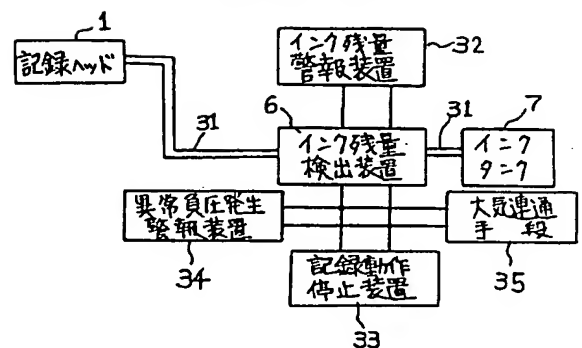 1
記録ヘッド
インク残量
警報装置
32
31
6
インク残量
検出装置
31
7
インク
タンク
異常負圧発生
警報装置
34
大気連通
手段
35
記録動作
停止装置
33